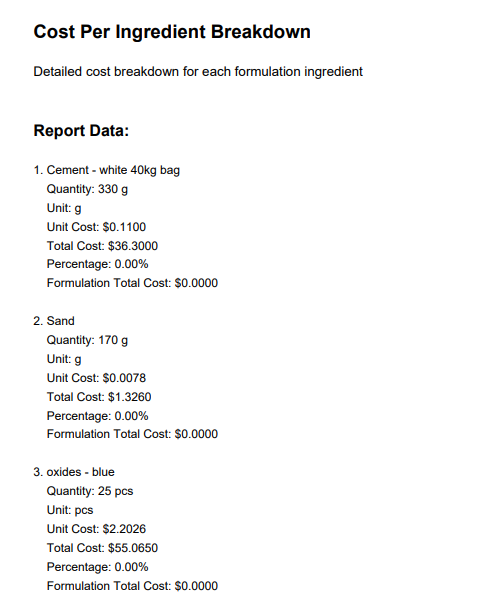 Cost Per Ingredient Breakdown
Detailed cost breakdown for each formulation ingredient
Report Data:
1. Cement - white 40kg bag
Quantity: 330 g
Unit: g
Unit Cost: $0.1100
Total Cost: $36.3000
Percentage: 0.00%
Formulation Total Cost: $0.0000
2. Sand
Quantity: 170 g
Unit: g
Unit Cost: $0.0078
Total Cost: $1.3260
Percentage: 0.00%
Formulation Total Cost: $0.0000
3. oxides - blue
Quantity: 25 pcs
Unit: pcs
Unit Cost: $2.2026
Total Cost: $55.0650
Percentage: 0.00%
Formulation Total Cost: $0.0000